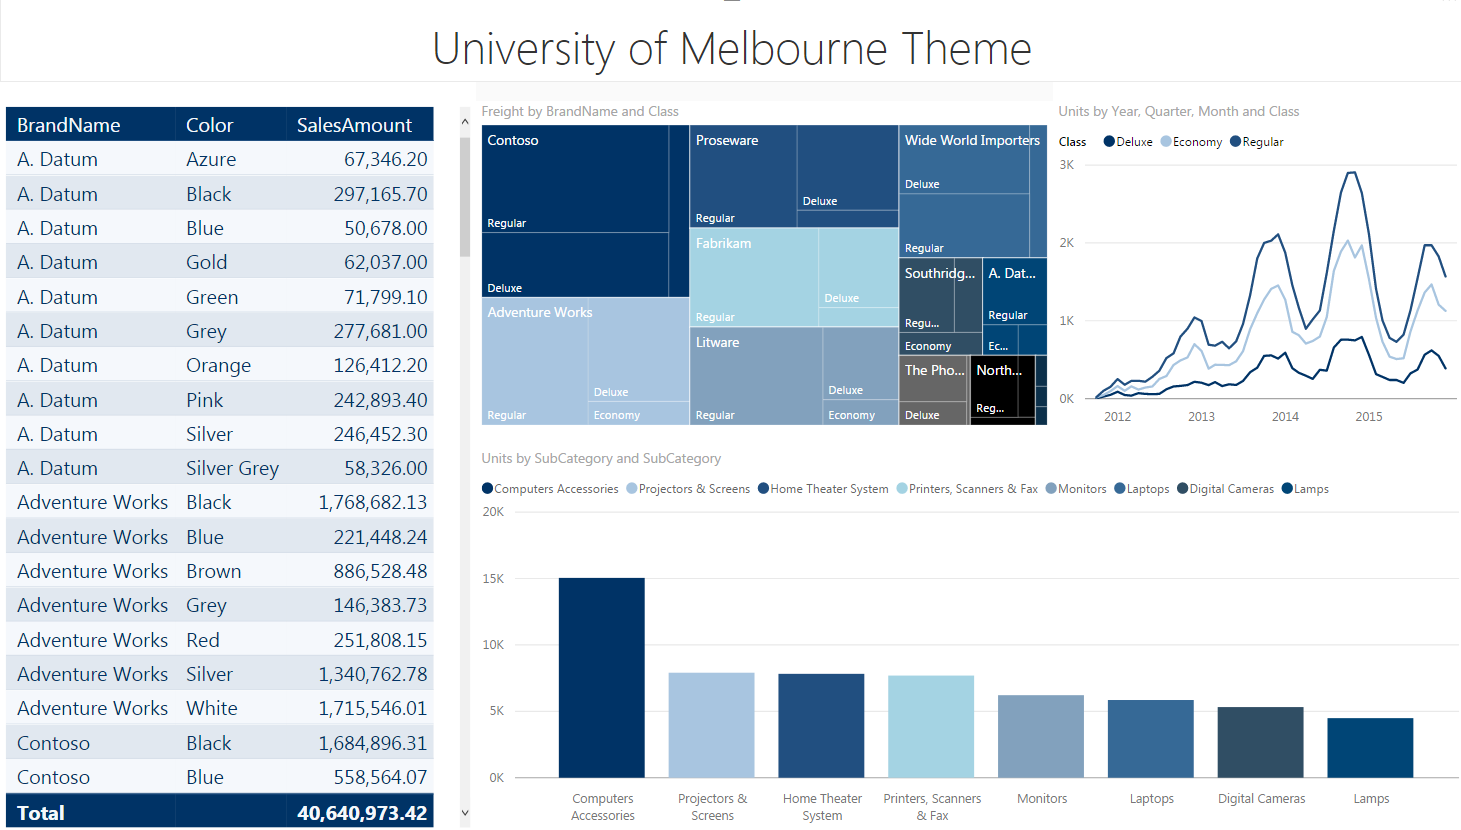 University of Melbourne Theme
BrandName Color SalesAmount
A. Datum Azure 67,346.20
A. Datum Black 297,165.70
A. Datum Blue 50,678.00
A. Datum Gold 62,037.00
A. Datum Green 71,799.10
A. Datum Grey 277,681.00
A. Datum Orange 126,412.20
A. Datum Pink 242,893.40
A. Datum Silver 246,452.30
A. Datum Silver Grey 58,326.00
Adventure Works Black 1,768,682.13
Adventure Works Blue 221,448.24
Adventure Works Brown 886,528.48
Adventure Works Grey 146,383.73
Adventure Works Red 251,808.15
Adventure Works Silver 1,340,762.78
Adventure Works White 1,715,546.01
Contoso Black 1,684,896.31
Contoso Blue 558,564.07
Total 40,640,973.42
Freight by BrandName and Class
Contoso
Regular
Deluxe
Adventure Works
Regular
Deluxe
Economy
Proseware
Regular
Deluxe
Fabrikam
Regular
Deluxe
Litware
Regular
Deluxe
Economy
Wide World Importers
Deluxe
Regular
Southridg...
Regu...
Economy
A. Dat...
Regular
Ec...
The Pho...
Deluxe
North...
Reg...
Units by Year, Quarter, Month and Class
Class Deluxe Economy Regular
3K
2K
1K
0K
2012 2013 2014 2015
Units by SubCategory and SubCategory
Computers Accessories Projectors & Screens Home Theater System Printers, Scanners & Fax Monitors Laptops Digital Cameras Lamps
20K
15K
10K
5K
0K
Computers Projectors & Home Theater Printers, Scanners Monitors Laptops Digital Cameras Lamps
Accessories Screens System & Fax